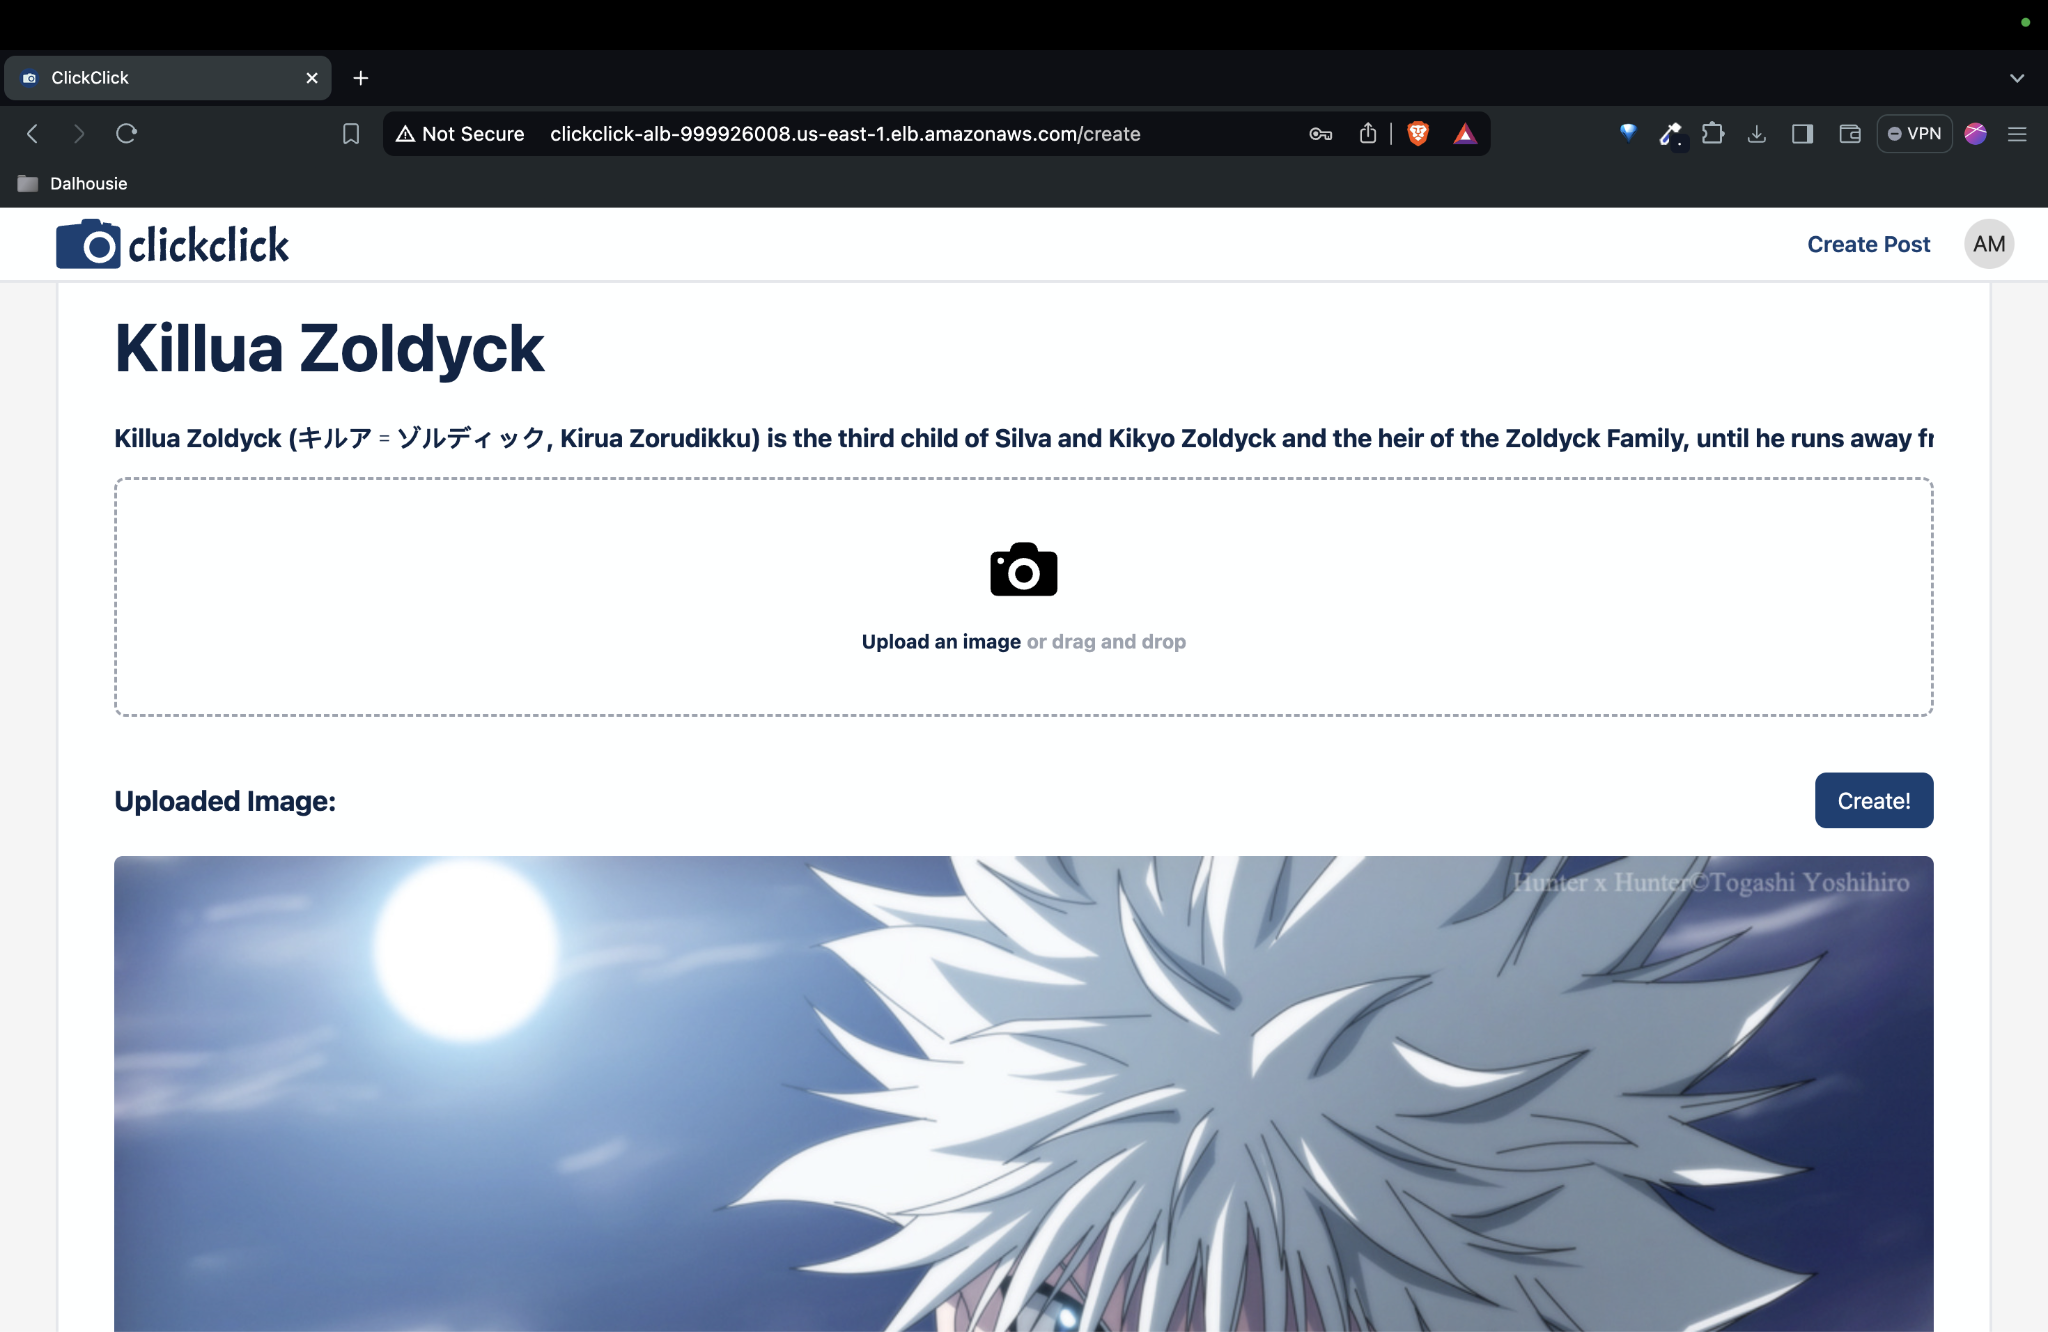 ClickClick
Not Secure clickclick-alb-999926008.us-east-1.elb.amazonaws.com/create
VPN
Dalhousie
clickclick
Create Post
AM
Killua Zoldyck
Killua Zoldyck (キルア゠ゾルディック, Kirua Zorudikku) is the third child of Silva and Kikyo Zoldyck and the heir of the Zoldyck Family, until he runs away fr
Upload an image or drag and drop
Uploaded Image:
Create!
Hunter x Hunter©Togashi Yoshihiro